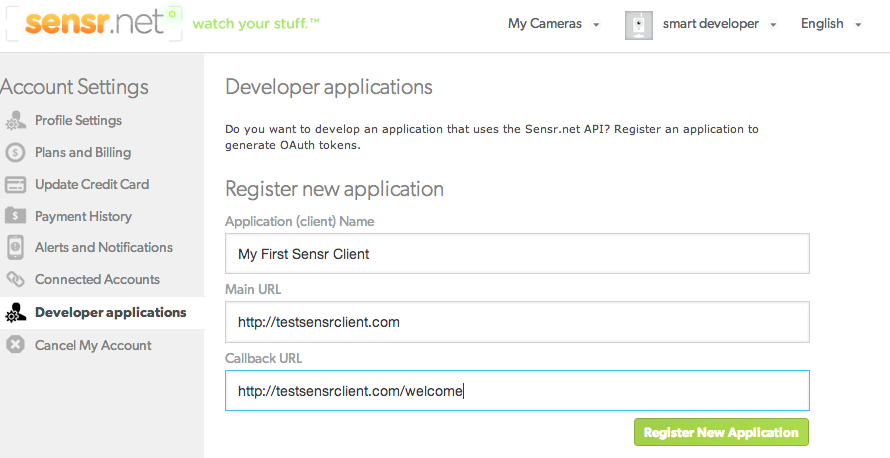 sensr.net watch your stuff.™
My Cameras smart developer English
Account Settings
Profile Settings
Plans and Billing
Update Credit Card
Payment History
Alerts and Notifications
Connected Accounts
Developer applications
Cancel My Account
Developer applications
Do you want to develop an application that uses the Sensr.net API? Register an application to
generate OAuth tokens.
Register new application
Application (client) Name
My First Sensr Client
Main URL
http://testsensrclient.com
Callback URL
http://testsensrclient.com/welcome
Register New Application